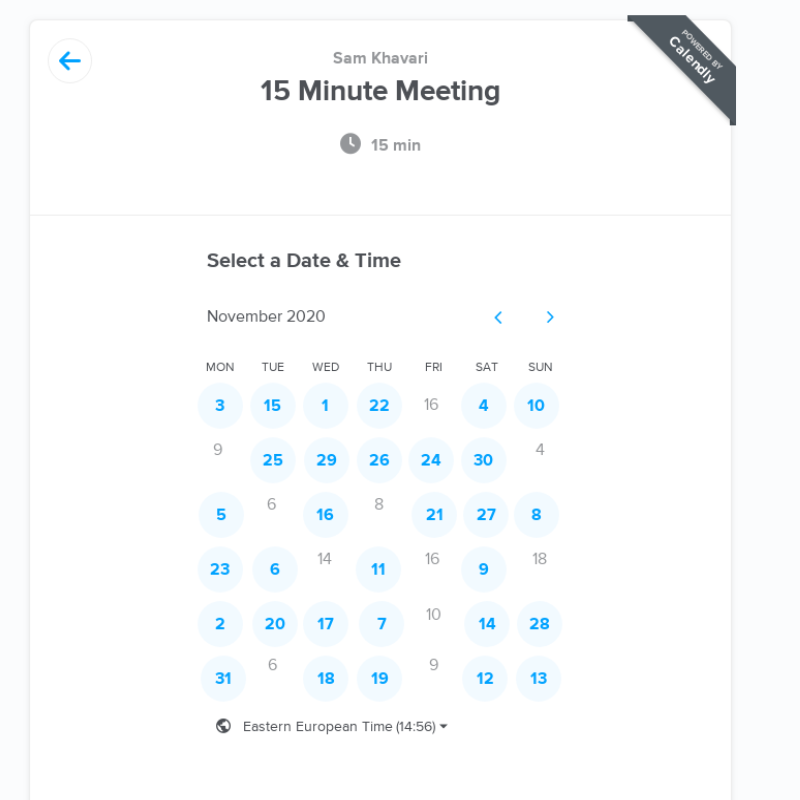 POWERED BY
Calendly
Sam Khavari
15 Minute Meeting
15 min
Select a Date & Time
November 2020
MON TUE WED THU FRI SAT SUN
3 15 1 22 16 4 10
9 25 29 26 24 30 4
5 6 16 8 21 27 8
23 6 14 11 16 9 18
2 20 17 7 10 14 28
31 6 18 19 9 12 13
Eastern European Time (14:56)